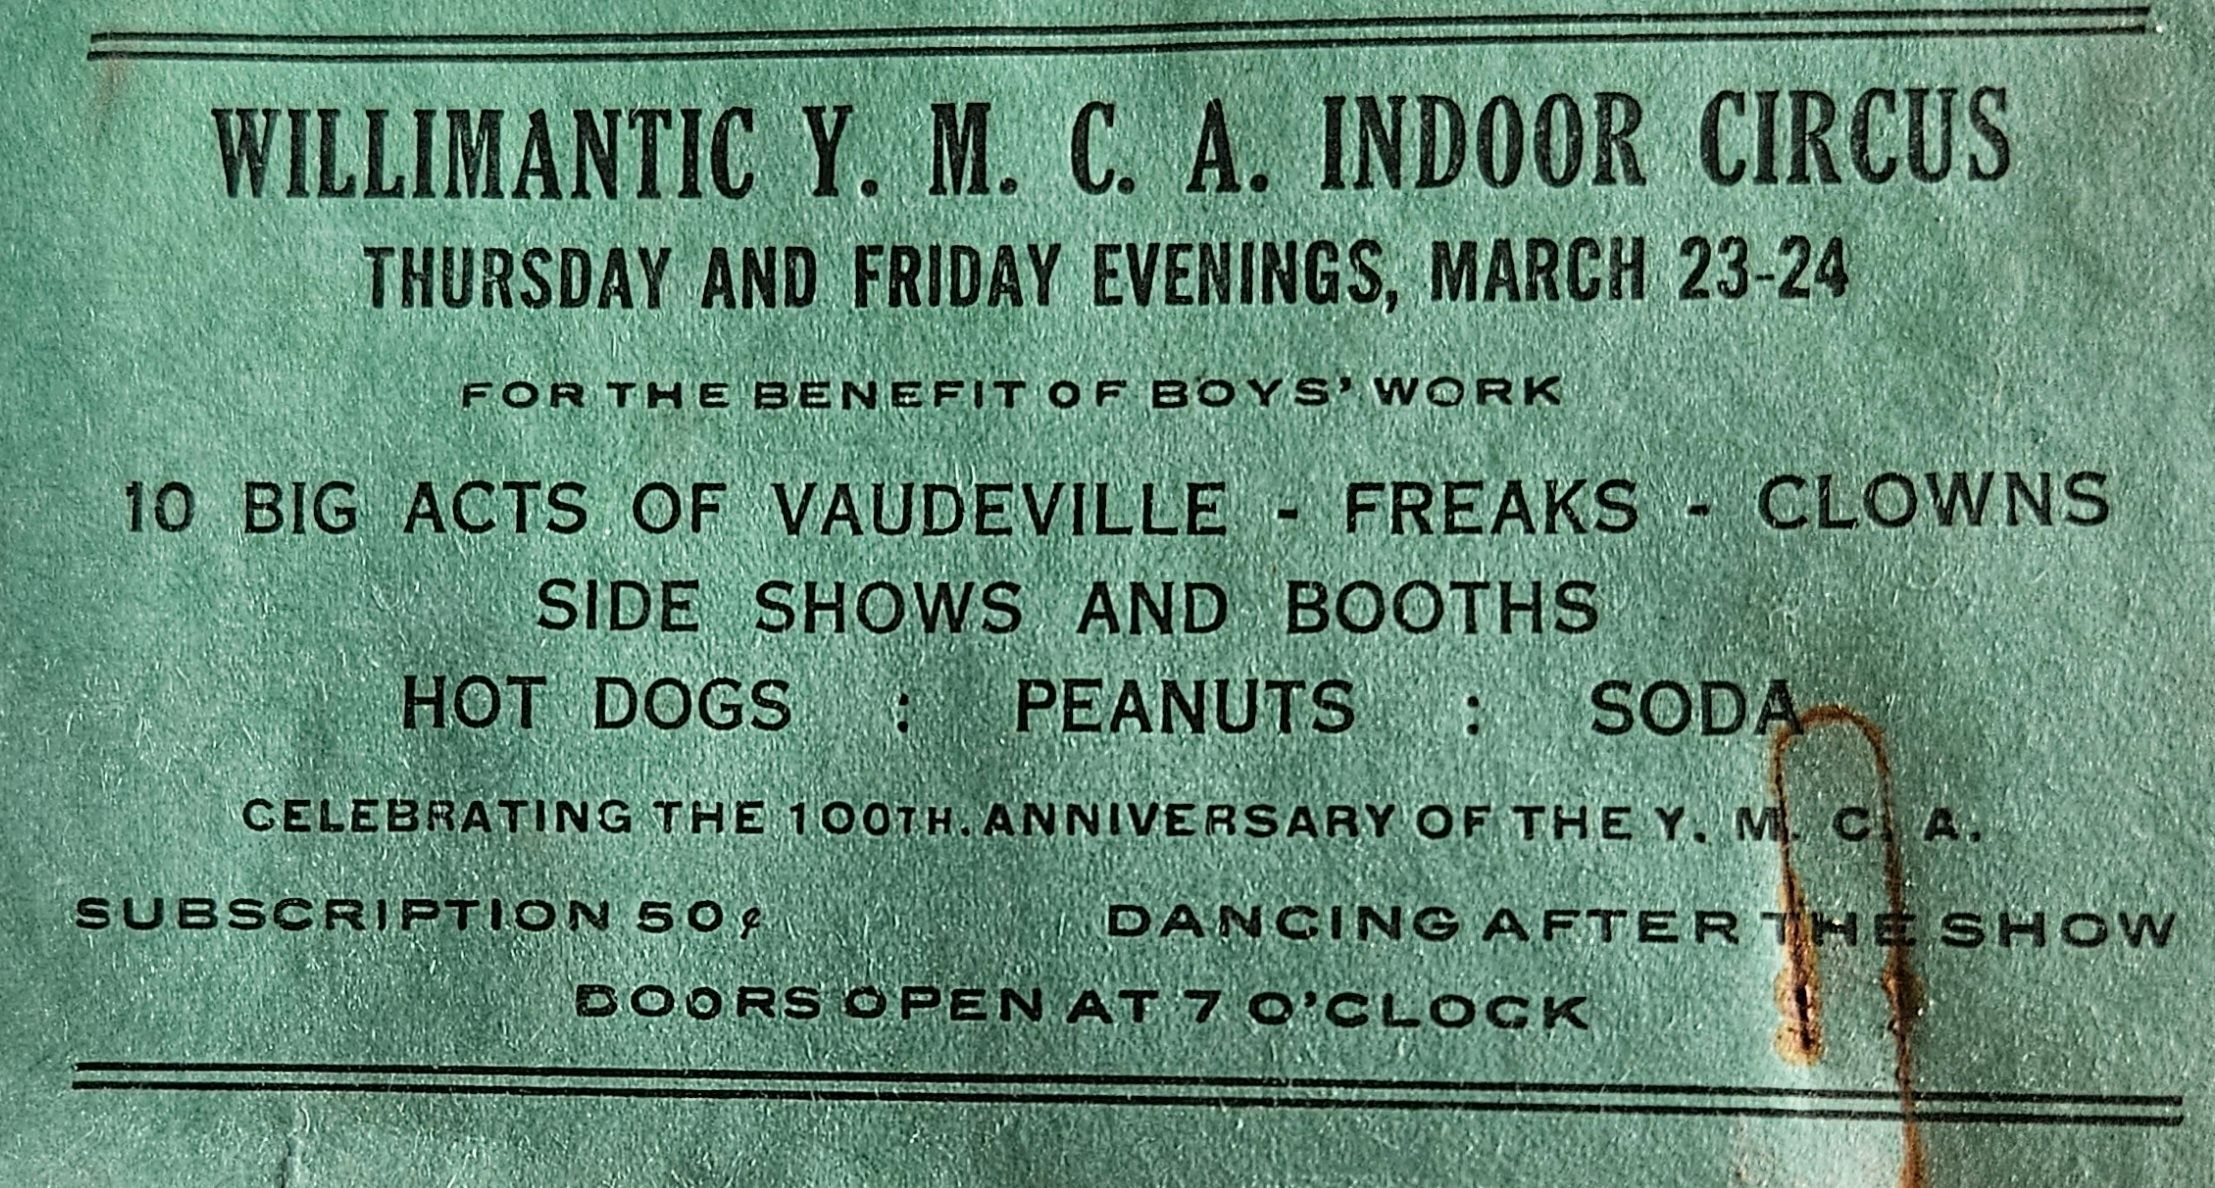 WILLIMANTIC Y. M. C. A. INDOOR CIRCUS
THURSDAY AND FRIDAY EVENINGS, MARCH 23-24
FOR THE BENEFIT OF BOYS' WORK
10 BIG ACTS OF VAUDEVILLE - FREAKS - CLOWNS
SIDE SHOWS AND BOOTHS
HOT DOGS : PEANUTS : SODA
CELEBRATING THE 100TH. ANNIVERSARY OF THE Y. M. C. A.
SUBSCRIPTION 50¢ DANCING AFTER THE SHOW
DOORS OPEN AT 7 O'CLOCK